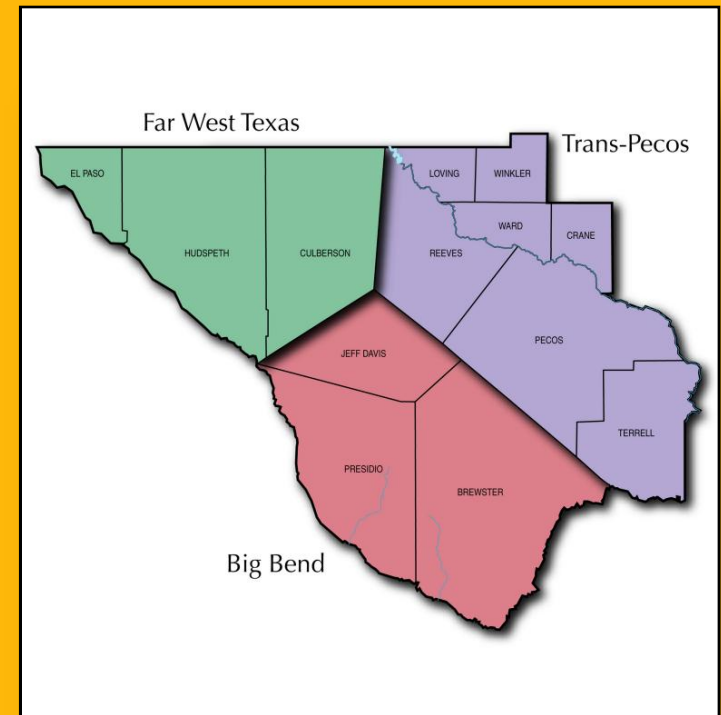 Far West Texas
Trans-Pecos
EL PASO
LOVING
WINKLER
WARD
CRANE
HUDSPETH
CULBERSON
REEVES
PECOS
JEFF DAVIS
TERRELL
PRESIDIO
BREWSTER
Big Bend